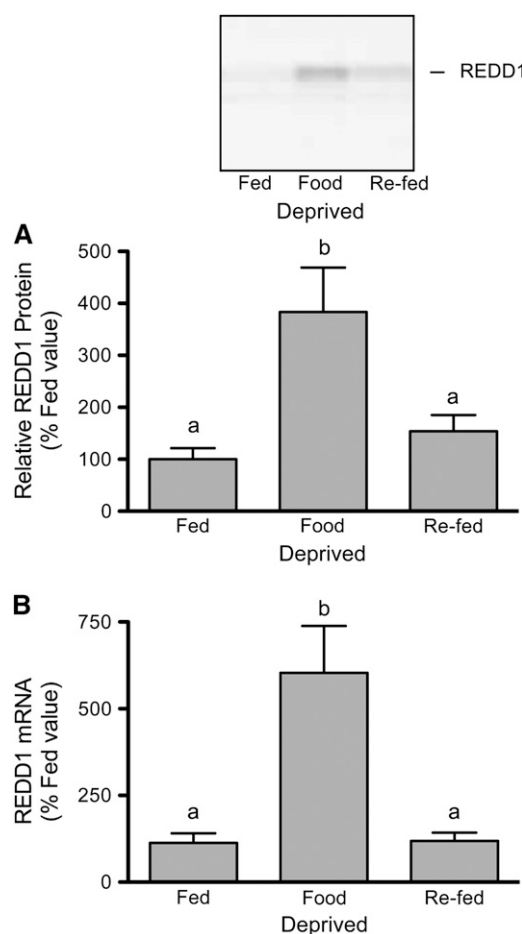 – REDD1
Fed Food Re-fed
Deprived
A
Relative REDD1 Protein
(% Fed value)
500
400
300
200
100
0
a
b
a
Fed Food Re-fed
Deprived
B
REDD1 mRNA
(% Fed value)
750
500
250
0
a
b
a
Fed Food Re-fed
Deprived